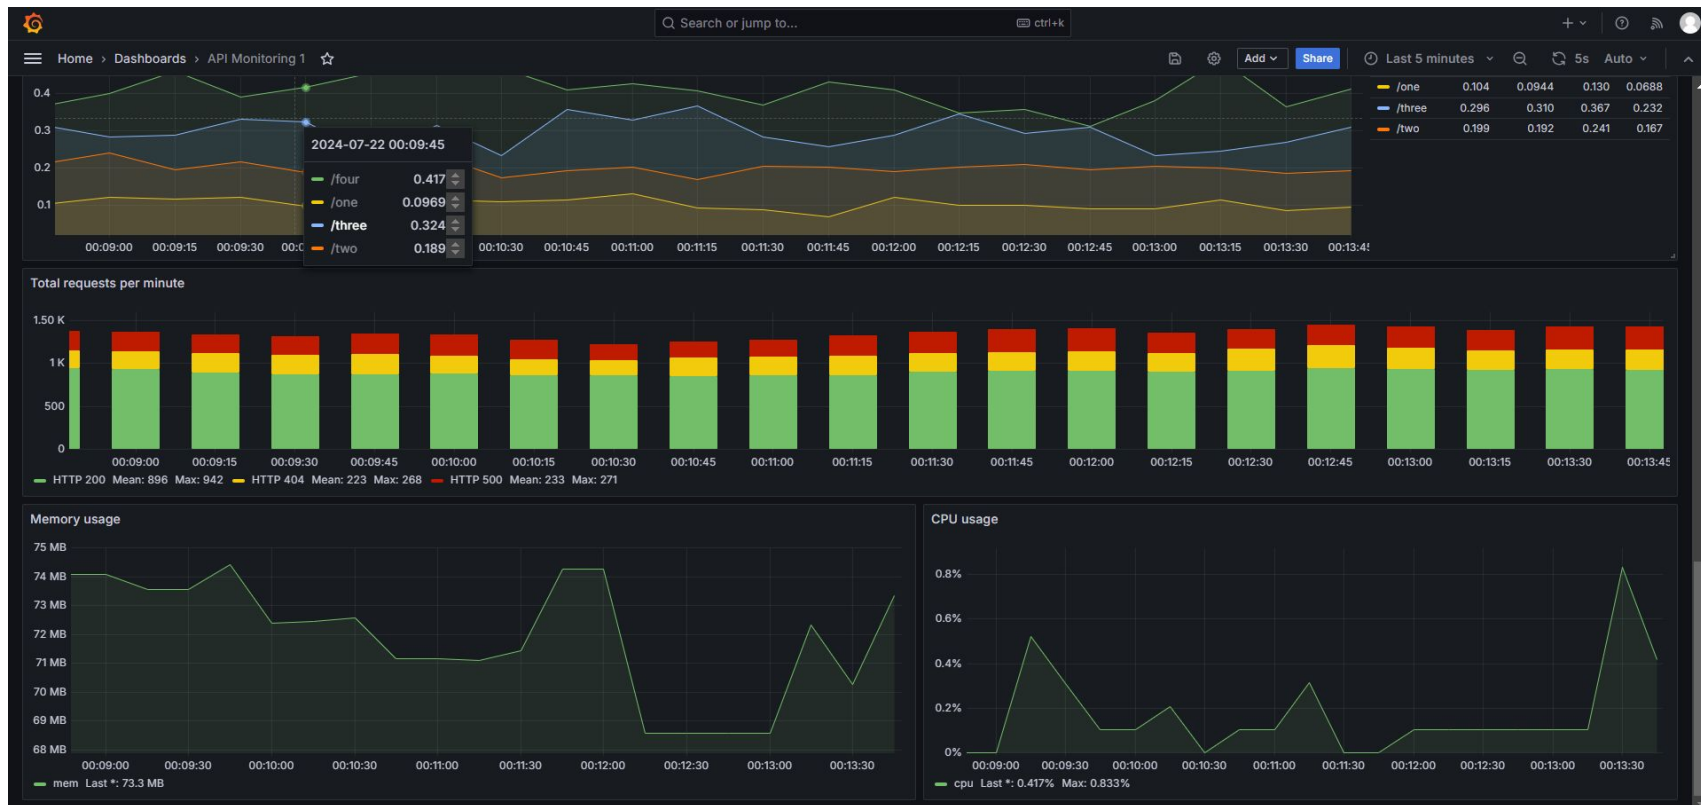 Search or jump to... ctrl+k
Home › Dashboards › API Monitoring 1 Add Share Last 5 minutes 5s Auto
0.4
0.3
0.2
0.1
2024-07-22 00:09:45
/four 0.417
/one 0.0969
/three 0.324
/two 0.189
/one 0.104 0.0944 0.130 0.0688
/three 0.296 0.310 0.367 0.232
/two 0.199 0.192 0.241 0.167
00:09:00 00:09:15 00:09:30 00:10:30 00:10:45 00:11:00 00:11:15 00:11:30 00:11:45 00:12:00 00:12:15 00:12:30 00:12:45 00:13:00 00:13:15 00:13:30
Total requests per minute
1.50 K
1 K
500
0
00:09:00 00:09:15 00:09:30 00:09:45 00:10:00 00:10:15 00:10:30 00:10:45 00:11:00 00:11:15 00:11:30 00:11:45 00:12:00 00:12:15 00:12:30 00:12:45 00:13:00 00:13:15 00:13:30 00:13:45
HTTP 200 Mean: 896 Max: 942 HTTP 404 Mean: 223 Max: 268 HTTP 500 Mean: 233 Max: 271
Memory usage
75 MB
74 MB
73 MB
72 MB
71 MB
70 MB
69 MB
68 MB
00:09:00 00:09:30 00:10:00 00:10:30 00:11:00 00:11:30 00:12:00 00:12:30 00:13:00 00:13:30
mem Last *: 73.3 MB
CPU usage
0.8%
0.6%
0.4%
0.2%
0%
00:09:00 00:09:30 00:10:00 00:10:30 00:11:00 00:11:30 00:12:00 00:12:30 00:13:00 00:13:30
cpu Last *: 0.417% Max: 0.833%